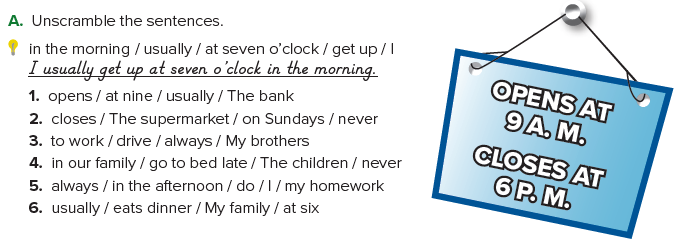 A. Unscramble the sentences.
in the morning / usually / at seven o'clock / get up / I
I usually get up at seven o'clock in the morning.
1. opens / at nine / usually / The bank
2. closes / The supermarket / on Sundays / never
3. to work / drive / always / My brothers
4. in our family / go to bed late / The children / never
5. always / in the afternoon / do / I / my homework
6. usually / eats dinner / My family / at six
OPENS AT
9 A. M.
CLOSES AT
6 P. M.